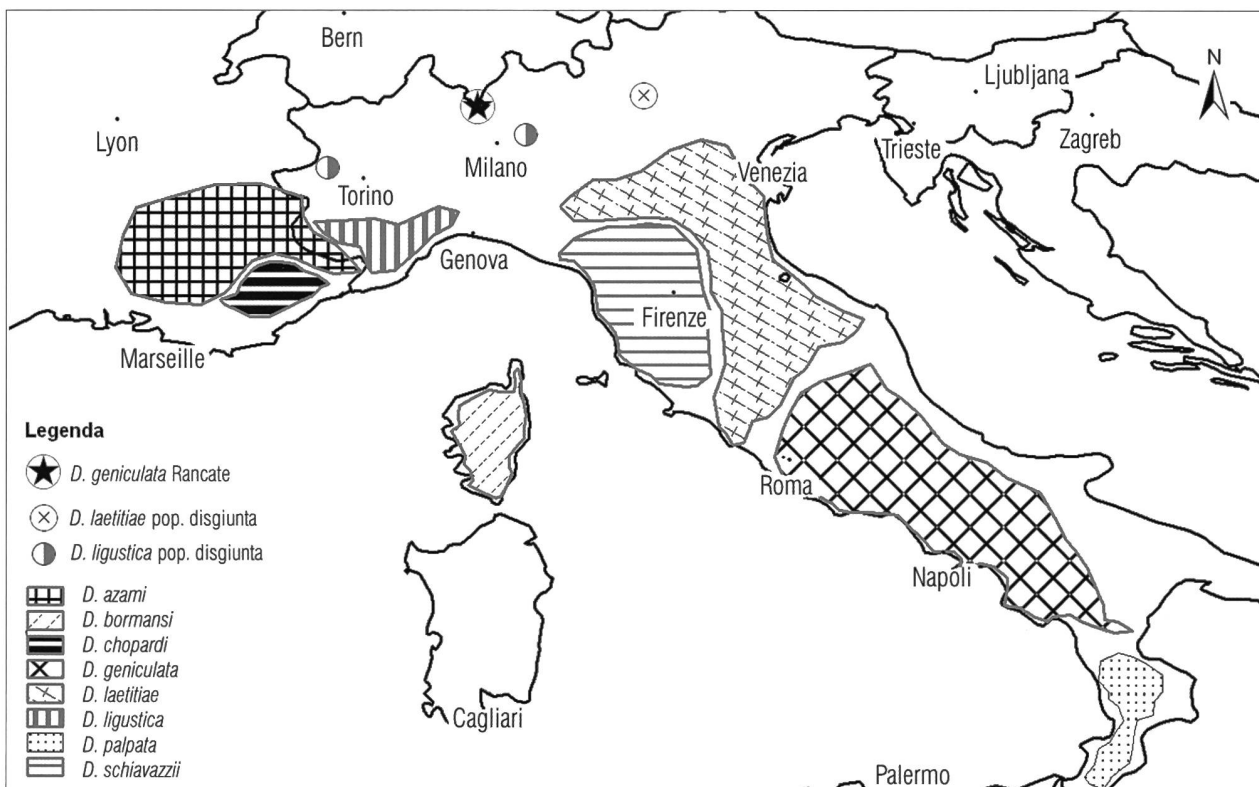 Bern
N
Ljubljana
Lyon
Zagreb
Trieste
Milano
Venezia
Torino
Genova
Firenze
Marseille
Legenda
D. geniculata Rancate
Roma
D. laetitiae pop. disgiunta
D. ligustica pop. disgiunta
Napoli
D. azami
D. bormansi
D. chopardi
D. geniculata
D. laetitiae
D. ligustica
Cagliari
D. palpata
D. schiavazzii
Palermo